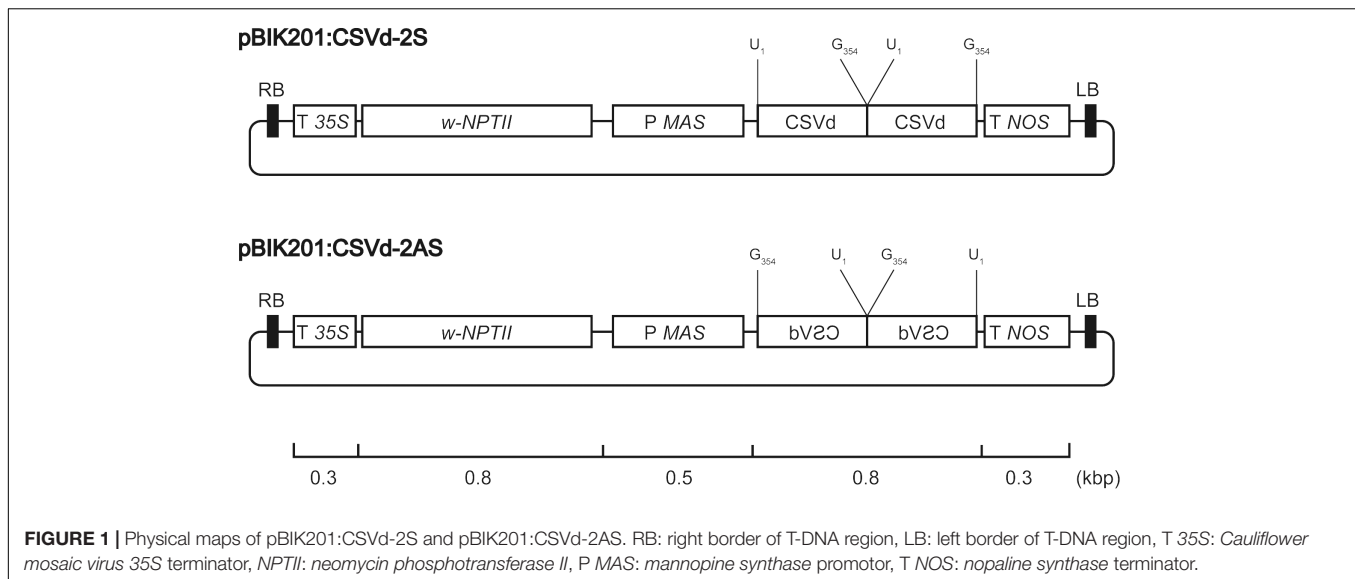 pBIK201:CSVd-2S
U1 G354 U1 G354
RB LB
T 35S w-NPTII P MAS CSVd CSVd T NOS
pBIK201:CSVd-2AS
G354 U1 G354 U1
RB LB
T 35S w-NPTII P MAS CSVd CSVd T NOS
0.3 0.8 0.5 0.8 0.3 (kbp)
FIGURE 1 | Physical maps of pBIK201:CSVd-2S and pBIK201:CSVd-2AS. RB: right border of T-DNA region, LB: left border of T-DNA region, T 35S: Cauliflower
mosaic virus 35S terminator, NPTII: neomycin phosphotransferase II, P MAS: mannopine synthase promotor, T NOS: nopaline synthase terminator.